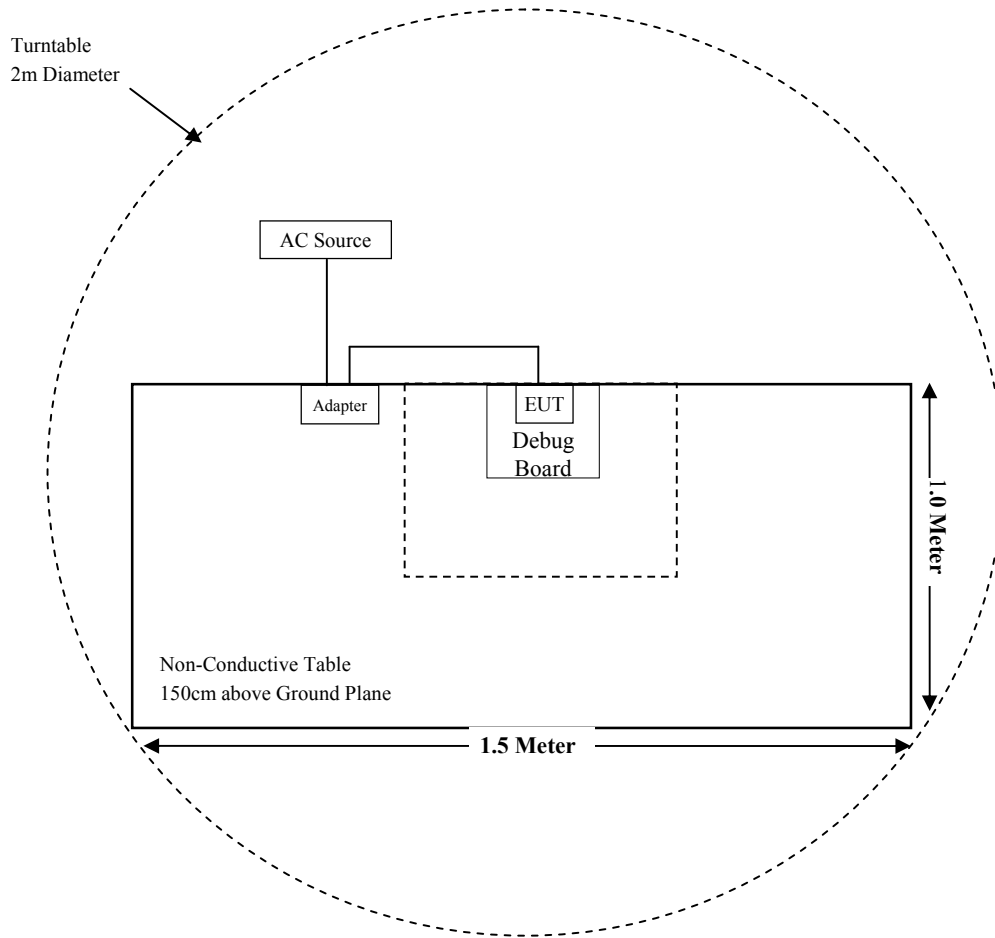 Turntable
2m Diameter
AC Source
Adapter
EUT
Debug
Board
1.0 Meter
Non-Conductive Table
150cm above Ground Plane
1.5 Meter